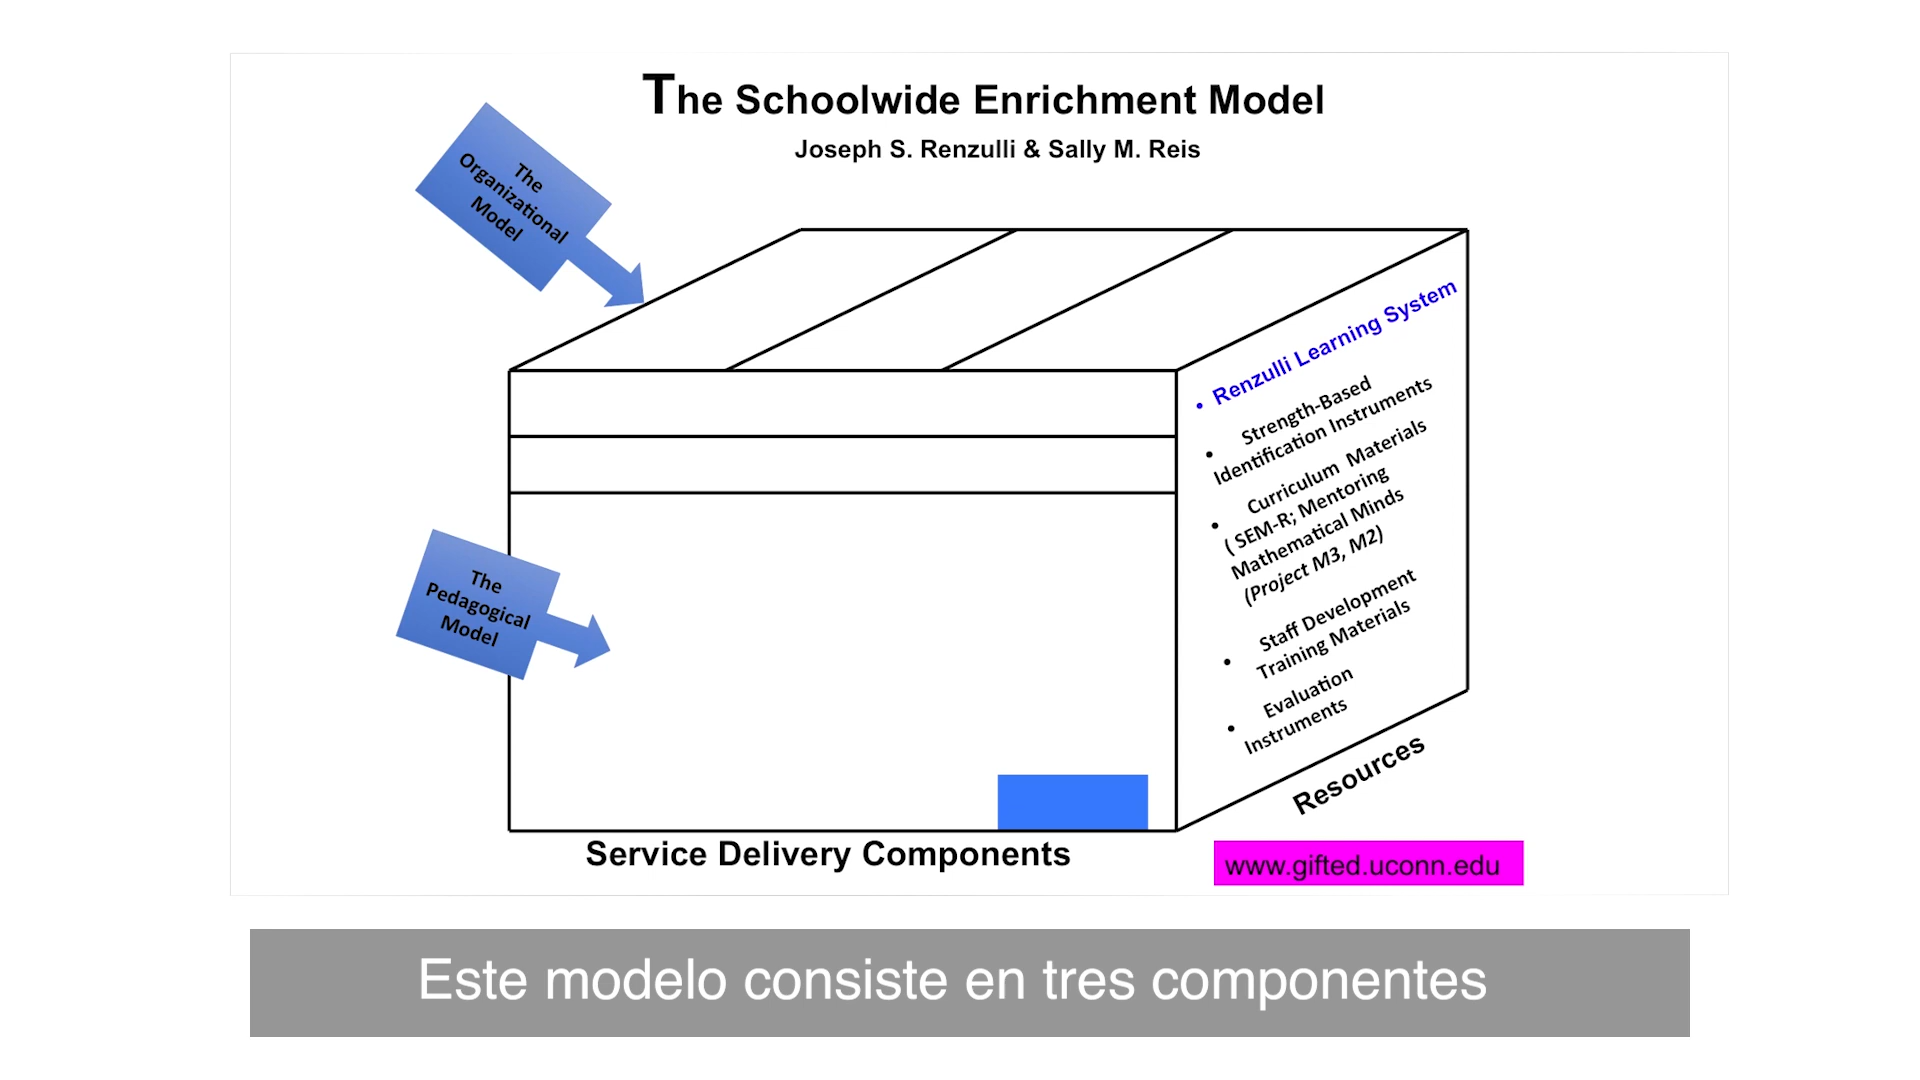 The Schoolwide Enrichment Model
Joseph S. Renzulli & Sally M. Reis
The
Organizational
Model
The
Pedagogical
Model
• Renzulli Learning System
• Strength-Based
Identification Instruments
• Curriculum Materials
( SEM-R; Mentoring
Mathematical Minds
(Project M3, M2)
• Staff Development
Training Materials
• Evaluation
Instruments
Resources
Service Delivery Components
www.gifted.uconn.edu
Este modelo consiste en tres componentes